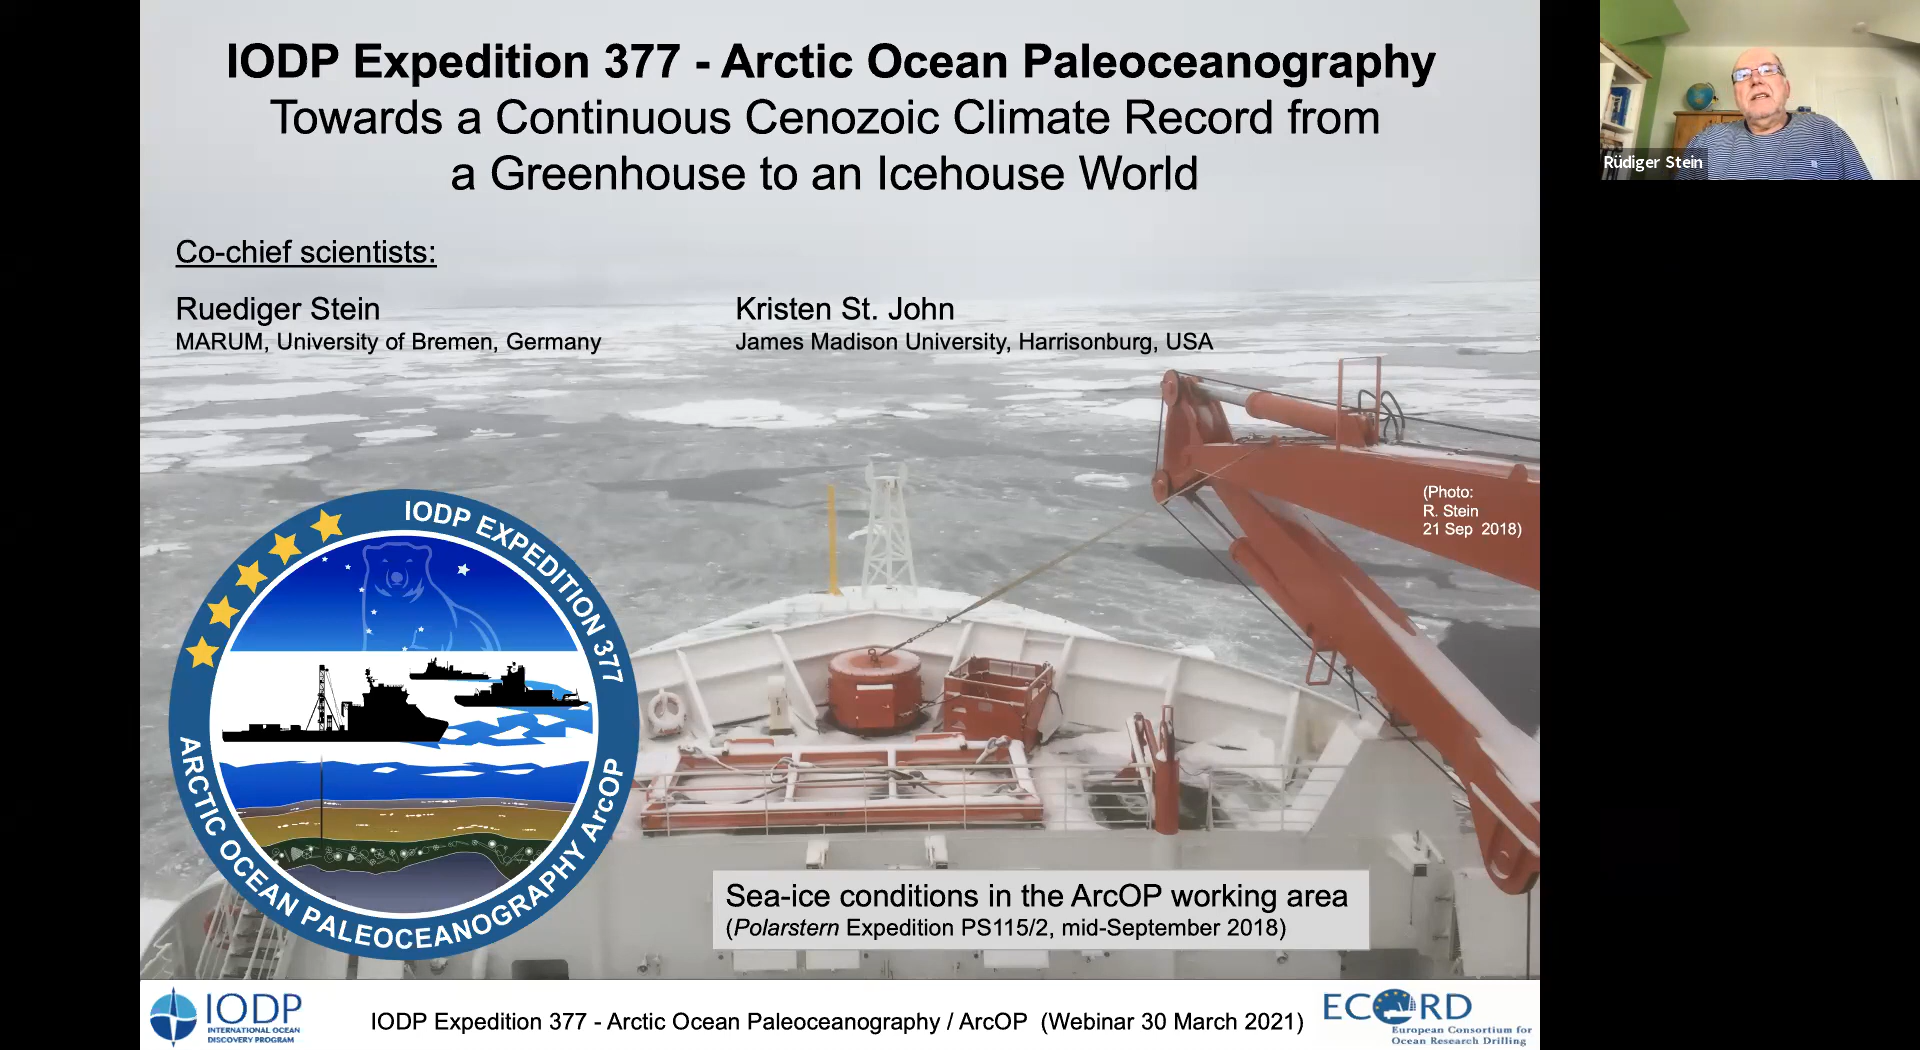 IODP Expedition 377 - Arctic Ocean Paleoceanography
Towards a Continuous Cenozoic Climate Record from
a Greenhouse to an Icehouse World
Rüdiger Stein
Co-chief scientists:
Ruediger Stein
MARUM, University of Bremen, Germany
Kristen St. John
James Madison University, Harrisonburg, USA
(Photo:
R. Stein
21 Sep 2018)
IODP EXPEDITION 377
ARCTIC OCEAN PALEOCEANOGRAPHY ArcOP
Sea-ice conditions in the ArcOP working area
(Polarstern Expedition PS115/2, mid-September 2018)
IODP
INTERNATIONAL OCEAN
DISCOVERY PROGRAM
IODP Expedition 377 - Arctic Ocean Paleoceanography / ArcOP (Webinar 30 March 2021)
ECORD
European Consortium for
Ocean Research Drilling